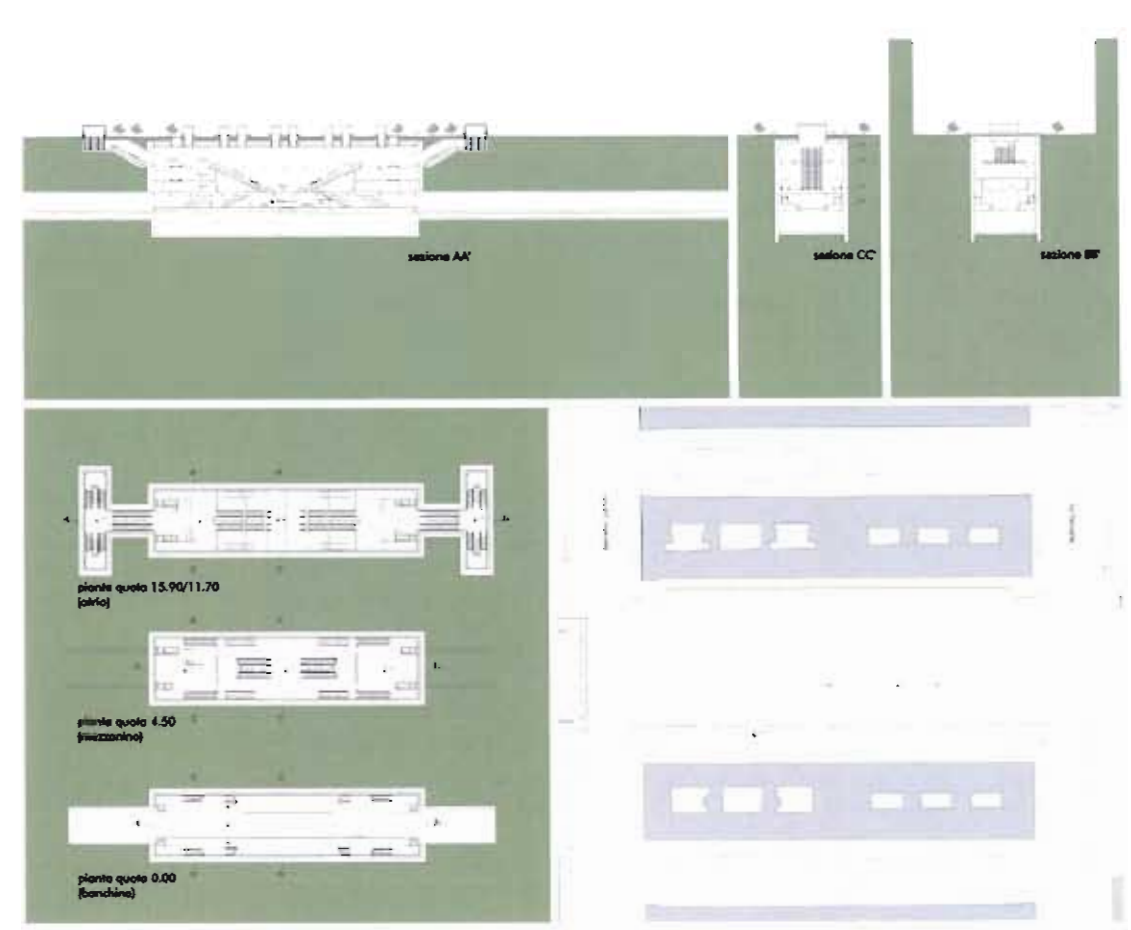 sezione AA'
sezione CC'
sezione BB'
pianta quota 15.90/11.70
(atrio)
pianta quota 4.50
(mezzanino)
pianta quota 0.00
(banchine)